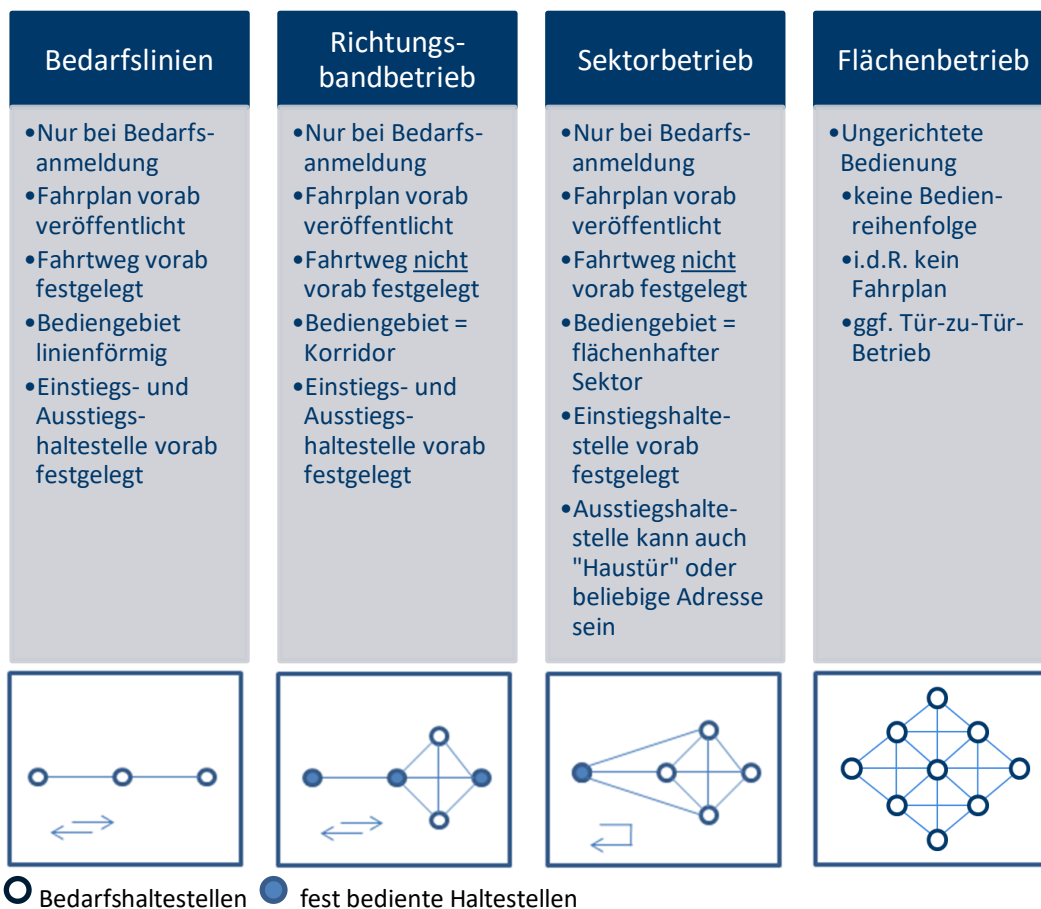 Bedarfslinien
•Nur bei Bedarfs-
anmeldung
•Fahrplan vorab
veröffentlicht
•Fahrtweg vorab
festgelegt
•Bediengebiet
linienförmig
•Einstiegs- und
Ausstiegs-
haltestelle vorab
festgelegt
Richtungs-
bandbetrieb
•Nur bei Bedarfs-
anmeldung
•Fahrplan vorab
veröffentlicht
•Fahrtweg nicht
vorab festgelegt
•Bediengebiet =
Korridor
•Einstiegs- und
Ausstiegs-
haltestelle vorab
festgelegt
Sektorbetrieb
•Nur bei Bedarfs-
anmeldung
•Fahrplan vorab
veröffentlicht
•Fahrtweg nicht
vorab festgelegt
•Bediengebiet =
flächenhafter
Sektor
•Einstiegshalte-
stelle vorab
festgelegt
•Ausstiegshalte-
stelle kann auch
"Haustür" oder
beliebige Adresse
sein
Flächenbetrieb
•Ungerichtete
Bedienung
•keine Bedien-
reihenfolge
•i.d.R. kein
Fahrplan
•ggf. Tür-zu-Tür-
Betrieb
Bedarfshaltestellen
fest bediente Haltestellen